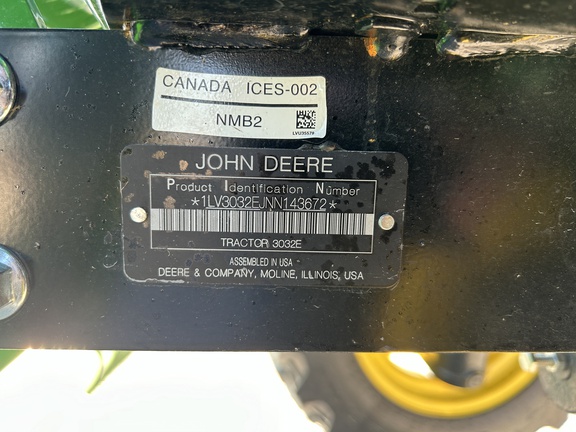 CANADA ICES-002
NMB2
LVU35579
JOHN DEERE
Product Identification Number
*1LV3032EJNN143672*
TRACTOR 3032E
ASSEMBLED IN USA
DEERE & COMPANY, MOLINE, ILLINOIS, USA